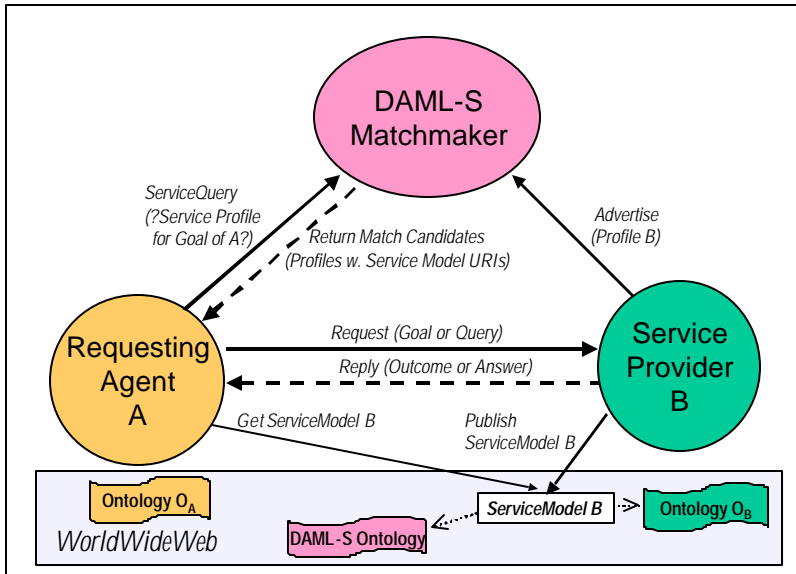 DAML-S
Matchmaker
ServiceQuery
(?Service Profile
for Goal of A?)
Return Match Candidates
(Profiles w. Service Model URIs)
Advertise
(Profile B)
Requesting
Agent
A
Request (Goal or Query)
Reply (Outcome or Answer)
Service
Provider
B
Get ServiceModel B
Publish
ServiceModel B
Ontology OA
WorldWideWeb
DAML-S Ontology
ServiceModel B
Ontology OB